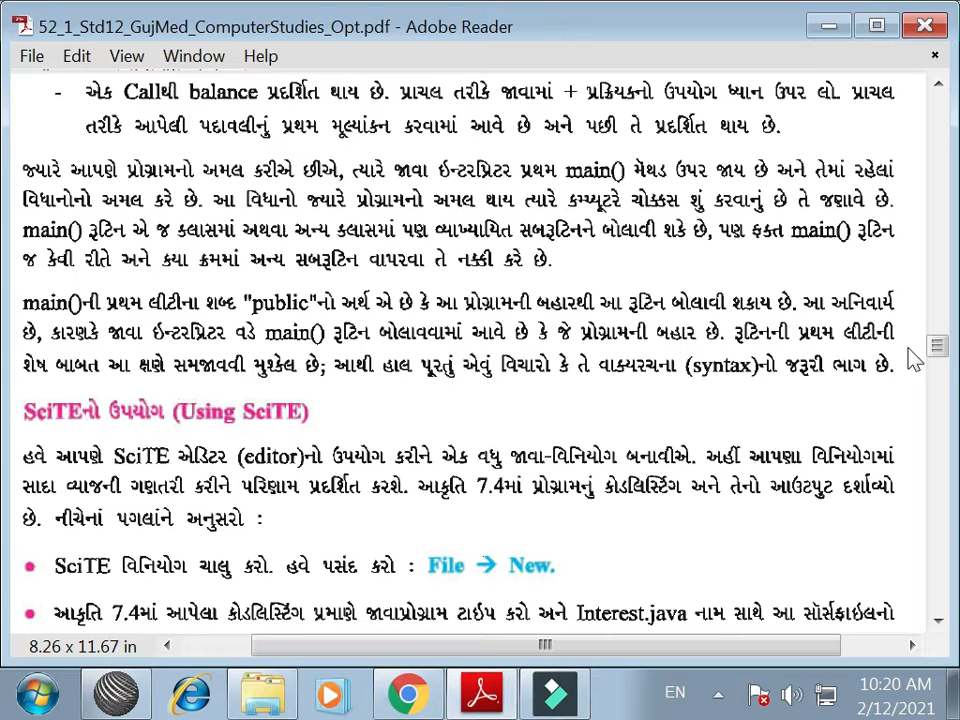 52_1_Std12_GujMed_ComputerStudies_Opt.pdf - Adobe Reader
File Edit View Window Help
- એક Callથી balance પ્રદર્શિત થાય છે. પ્રાચલ તરીકે જાવામાં + પ્રક્રિયકનો ઉપયોગ ધ્યાન ઉપર લો. પ્રાચલ
તરીકે આપેલી પદાવલીનું પ્રથમ મૂલ્યાંકન કરવામાં આવે છે અને પછી તે પ્રદર્શિત થાય છે.
જ્યારે આપણે પ્રોગ્રામનો અમલ કરીએ છીએ, ત્યારે જાવા ઇન્ટરપ્રિટર પ્રથમ main() મૅથડ ઉપર જાય છે અને તેમાં રહેલાં
વિધાનોનો અમલ કરે છે. આ વિધાનો જ્યારે પ્રોગ્રામનો અમલ થાય ત્યારે કમ્પ્યૂટરે ચોક્કસ શું કરવાનું છે તે જણાવે છે.
main() રૂટિન એ જ ક્લાસમાં અથવા અન્ય ક્લાસમાં પણ વ્યાખ્યાયિત સબરૂટિનને બોલાવી શકે છે, પણ ફક્ત main() રૂટિન
જ કેવી રીતે અને ક્યા ક્રમમાં અન્ય સબરૂટિન વાપરવા તે નક્કી કરે છે.
main()ની પ્રથમ લીટીના શબ્દ "public"નો અર્થ એ છે કે આ પ્રોગ્રામની બહારથી આ રૂટિન બોલાવી શકાય છે. આ અનિવાર્ય
છે, કારણકે જાવા ઇન્ટરપ્રિટર વડે main() રૂટિન બોલાવવામાં આવે છે કે જે પ્રોગ્રામની બહાર છે. રૂટિનની પ્રથમ લીટીની
શેષ બાબત આ ક્ષણે સમજાવવી મુશ્કેલ છે; આથી હાલ પૂરતું એવું વિચારો કે તે વાક્યરચના (syntax)નો જરૂરી ભાગ છે.
SciTEનો ઉપયોગ (Using SciTE)
હવે આપણે SciTE એડિટર (editor)નો ઉપયોગ કરીને એક વધુ જાવા-વિનિયોગ બનાવીએ. અહીં આપણા વિનિયોગમાં
સાદા વ્યાજની ગણતરી કરીને પરિણામ પ્રદર્શિત કરશે. આકૃતિ 7.4માં પ્રોગ્રામનું કોડલિસ્ટિંગ અને તેનો આઉટપુટ દર્શાવ્યો
છે. નીચેનાં પગલાંને અનુસરો :
• SciTE વિનિયોગ ચાલુ કરો. હવે પસંદ કરો : File → New.
• આકૃતિ 7.4માં આપેલા કોડલિસ્ટિંગ પ્રમાણે જાવાપ્રોગ્રામ ટાઇપ કરો અને Interest.java નામ સાથે આ સૉર્સફાઇલનો
8.26 x 11.67 in
EN
10:20 AM
2/12/2021